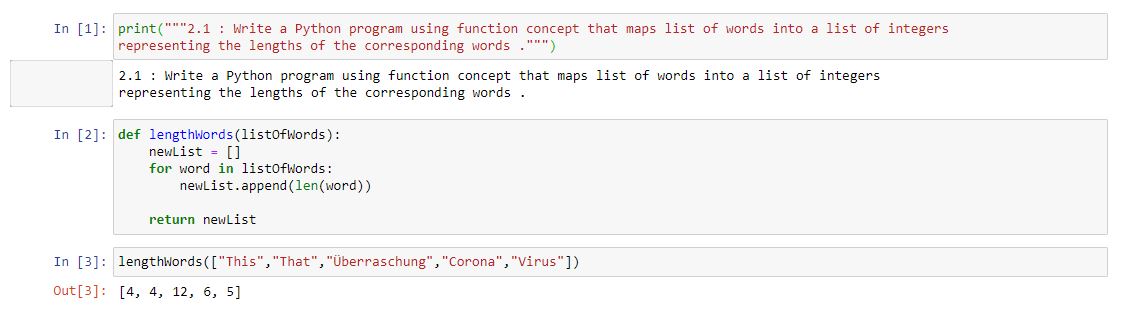 In [1]: print("""2.1 : Write a Python program using function concept that maps list of words into a list of integers
representing the lengths of the corresponding words .""")
2.1 : Write a Python program using function concept that maps list of words into a list of integers
representing the lengths of the corresponding words .
In [2]: def lengthWords(listOfWords):
    newList = []
    for word in listOfWords:
        newList.append(len(word))
    return newList
In [3]: lengthWords(["This","That","Überraschung","Corona","Virus"])
Out[3]: [4, 4, 12, 6, 5]